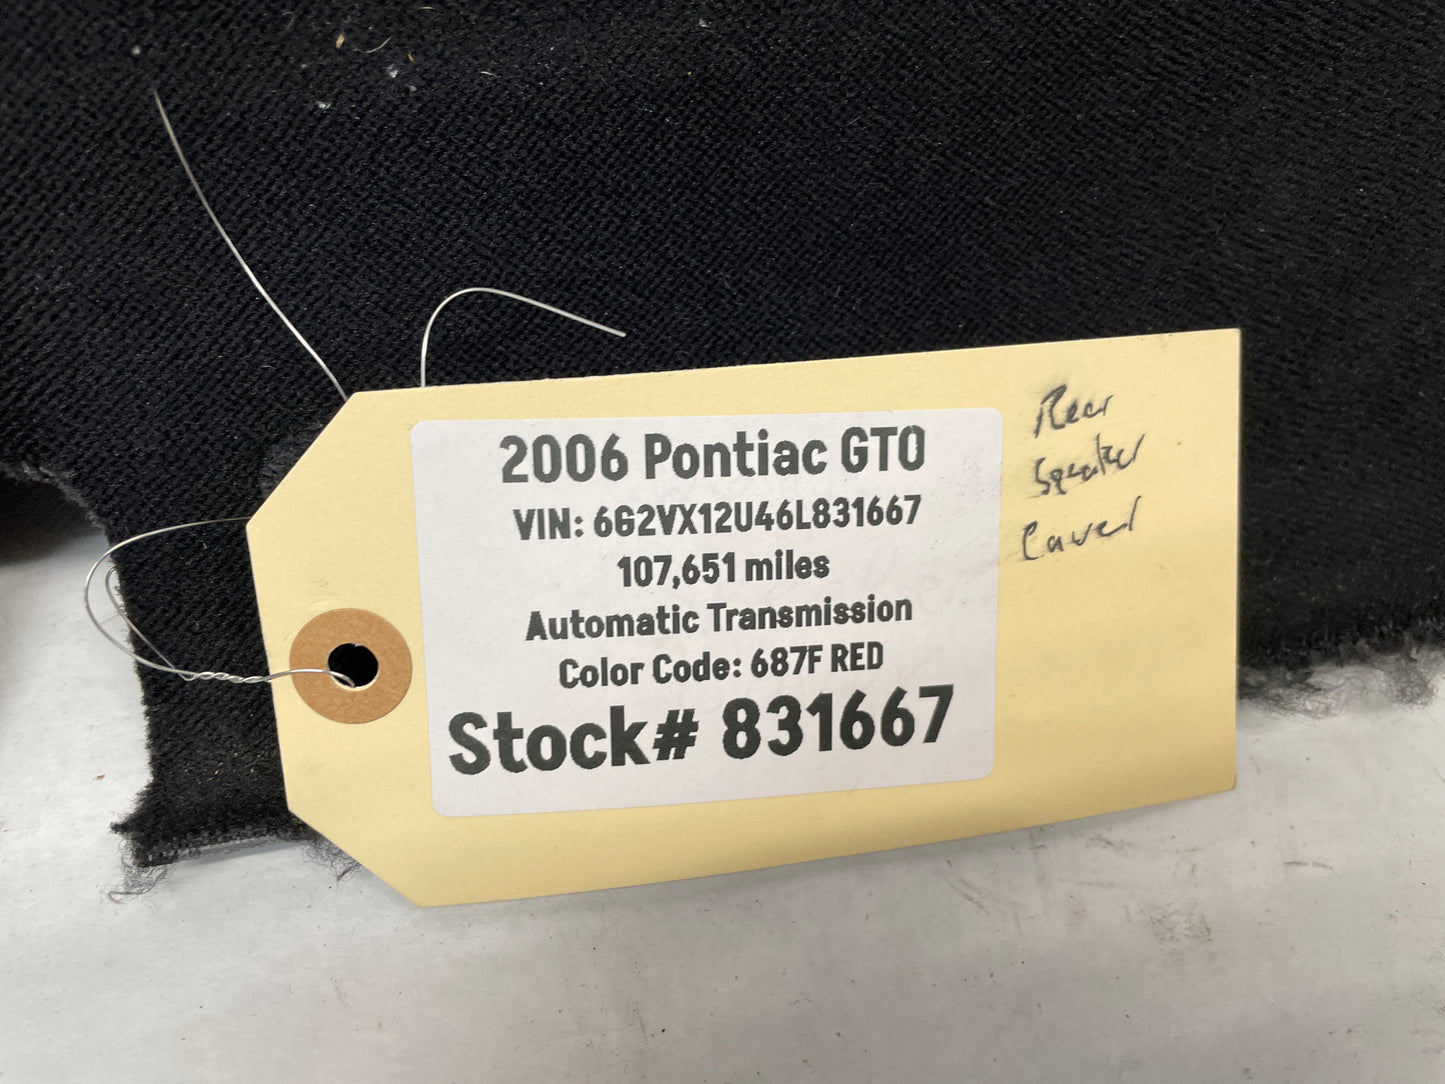 2006 Pontiac GTO
VIN: 6G2VX12U46L831667
107,651 miles
Automatic Transmission
Color Code: 687F RED
Stock# 831667
Rear
Speaker
Cover